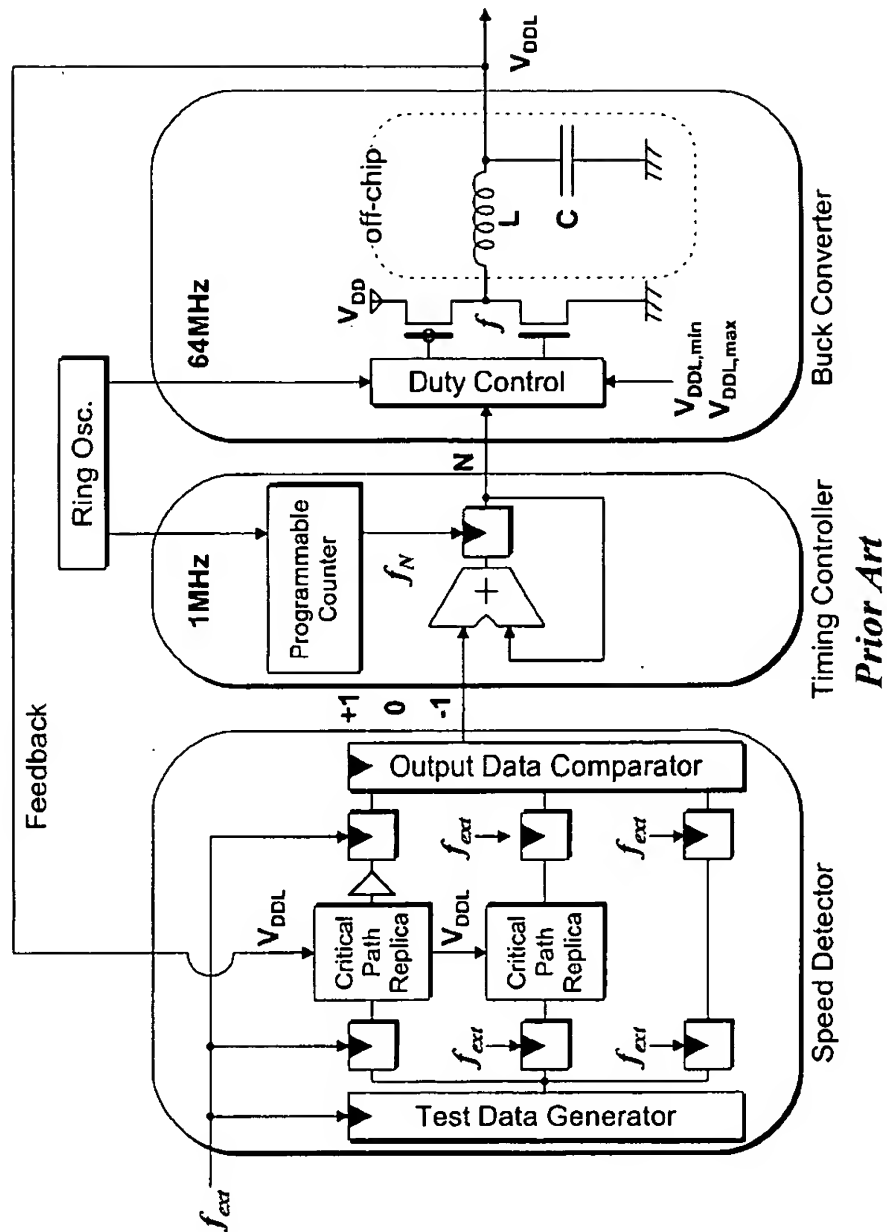 Feedback
Ring Osc.
f_ext
V_DDL
Test Data Generator
Critical
Path
Replica
V_DDL
Critical
Path
Replica
f_ext
f_ext
f_ext
f_ext
Output Data Comparator
Speed Detector
+1
0
-1
1MHz
Programmable
Counter
f_N
+
N
Timing Controller
64MHz
Duty Control
V_DD
f
off-chip
L
C
V_DDL,min
V_DDL,max
Buck Converter
V_DDL
Prior Art